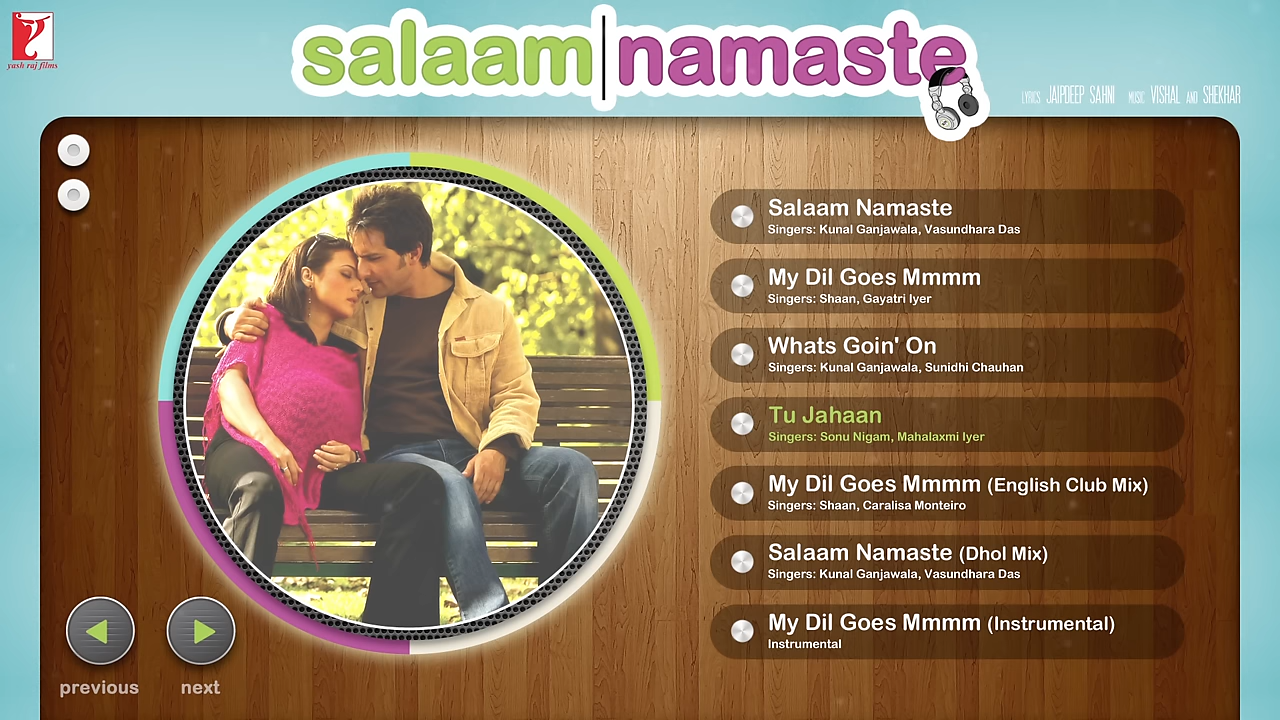 yash raj films
salaam|namaste
LYRICS JAIPDEEP SAHNI MUSIC VISHAL AND SHEKHAR
Salaam Namaste
Singers: Kunal Ganjawala, Vasundhara Das
My Dil Goes Mmmm
Singers: Shaan, Gayatri Iyer
Whats Goin' On
Singers: Kunal Ganjawala, Sunidhi Chauhan
Tu Jahaan
Singers: Sonu Nigam, Mahalaxmi Iyer
My Dil Goes Mmmm (English Club Mix)
Singers: Shaan, Caralisa Monteiro
Salaam Namaste (Dhol Mix)
Singers: Kunal Ganjawala, Vasundhara Das
My Dil Goes Mmmm (Instrumental)
Instrumental
previous next